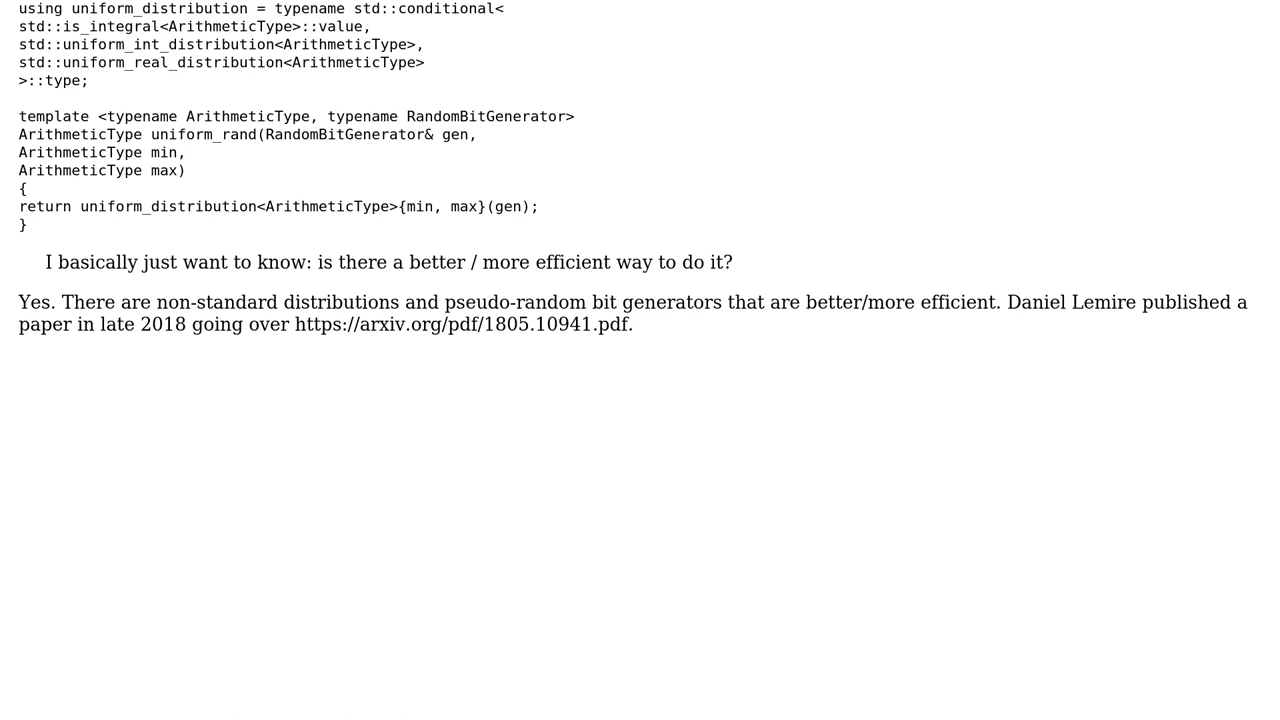 using uniform_distribution = typename std::conditional<
std::is_integral<ArithmeticType>::value,
std::uniform_int_distribution<ArithmeticType>,
std::uniform_real_distribution<ArithmeticType>
>::type;
template <typename ArithmeticType, typename RandomBitGenerator>
ArithmeticType uniform_rand(RandomBitGenerator& gen,
ArithmeticType min,
ArithmeticType max)
{
return uniform_distribution<ArithmeticType>{min, max}(gen);
}
I basically just want to know: is there a better / more efficient way to do it?
Yes. There are non-standard distributions and pseudo-random bit generators that are better/more efficient. Daniel Lemire published a
paper in late 2018 going over https://arxiv.org/pdf/1805.10941.pdf.